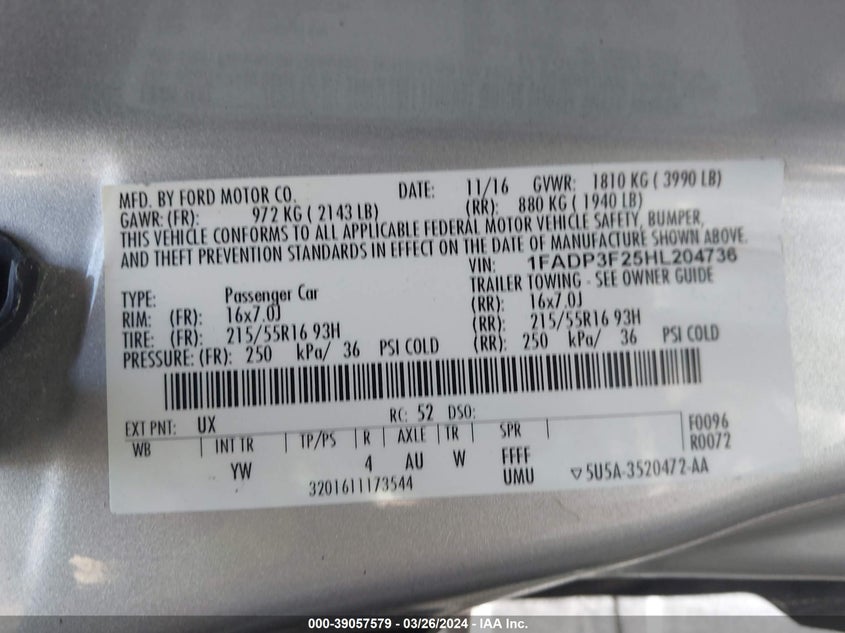 MFD. BY FORD MOTOR CO. DATE: 11/16 GVWR: 1810 KG ( 3990 LB)
GAWR: (FR): 972 KG ( 2143 LB) (RR): 880 KG ( 1940 LB)
THIS VEHICLE CONFORMS TO ALL APPLICABLE FEDERAL MOTOR VEHICLE SAFETY, BUMPER,
AND THEFT PREVENTION STANDARDS IN EFFECT ON THE DATE OF MANUFACTURE SHOWN ABOVE.
VIN: 1FADP3F25HL204736
TYPE: Passenger Car TRAILER TOWING - SEE OWNER GUIDE
RIM: (FR): 16x7.0J (RR): 16x7.0J
TIRE: (FR): 215/55R16 93H (RR): 215/55R16 93H
PRESSURE: (FR): 250 kPa/ 36 PSI COLD (RR): 250 kPa/ 36 PSI COLD
EXT PNT: UX RC: 52 DSO: F0096
WB INT TR TP/PS R AXLE TR SPR R0072
YW 4 AU W FFFF
3201611173544 UMU ▽5U5A-3520472-AA
000-39057579 — 03/26/2024 — IAA Inc.